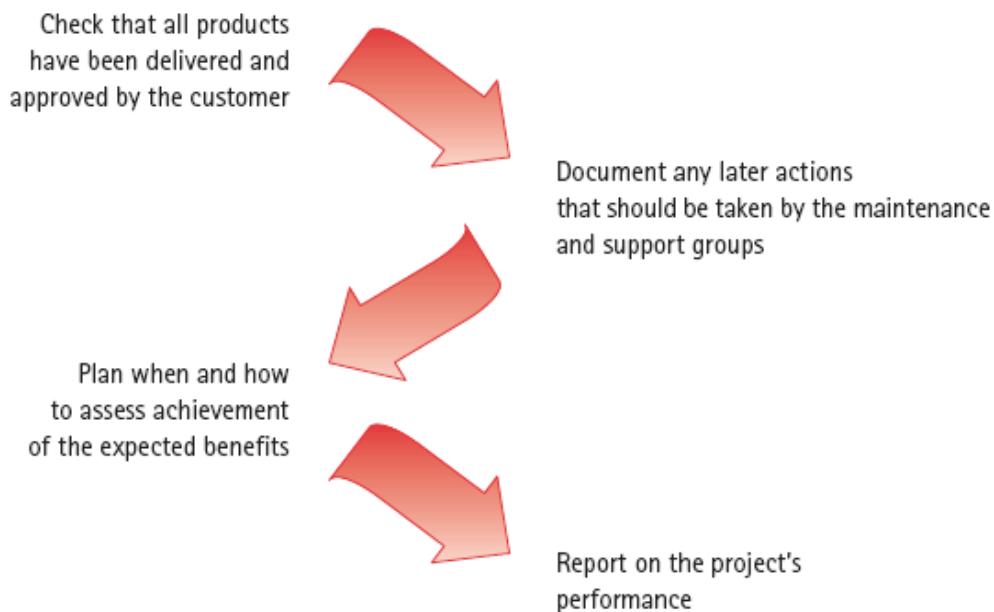 Check that all products
have been delivered and
approved by the customer
Document any later actions
that should be taken by the maintenance
and support groups
Plan when and how
to assess achievement
of the expected benefits
Report on the project's
performance